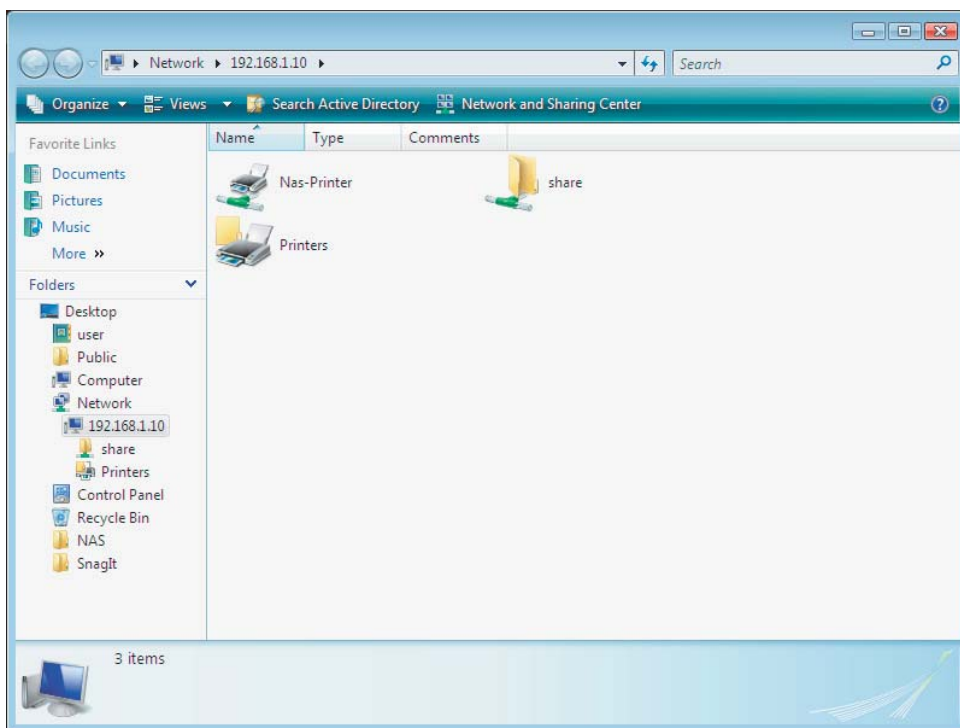 Network 192.168.1.10
Search
Organize Views Search Active Directory Network and Sharing Center
Favorite Links
Documents
Pictures
Music
More »
Folders
Desktop
user
Public
Computer
Network
192.168.1.10
share
Printers
Control Panel
Recycle Bin
NAS
SnagIt
Name Type Comments
Nas-Printer share
Printers
3 items